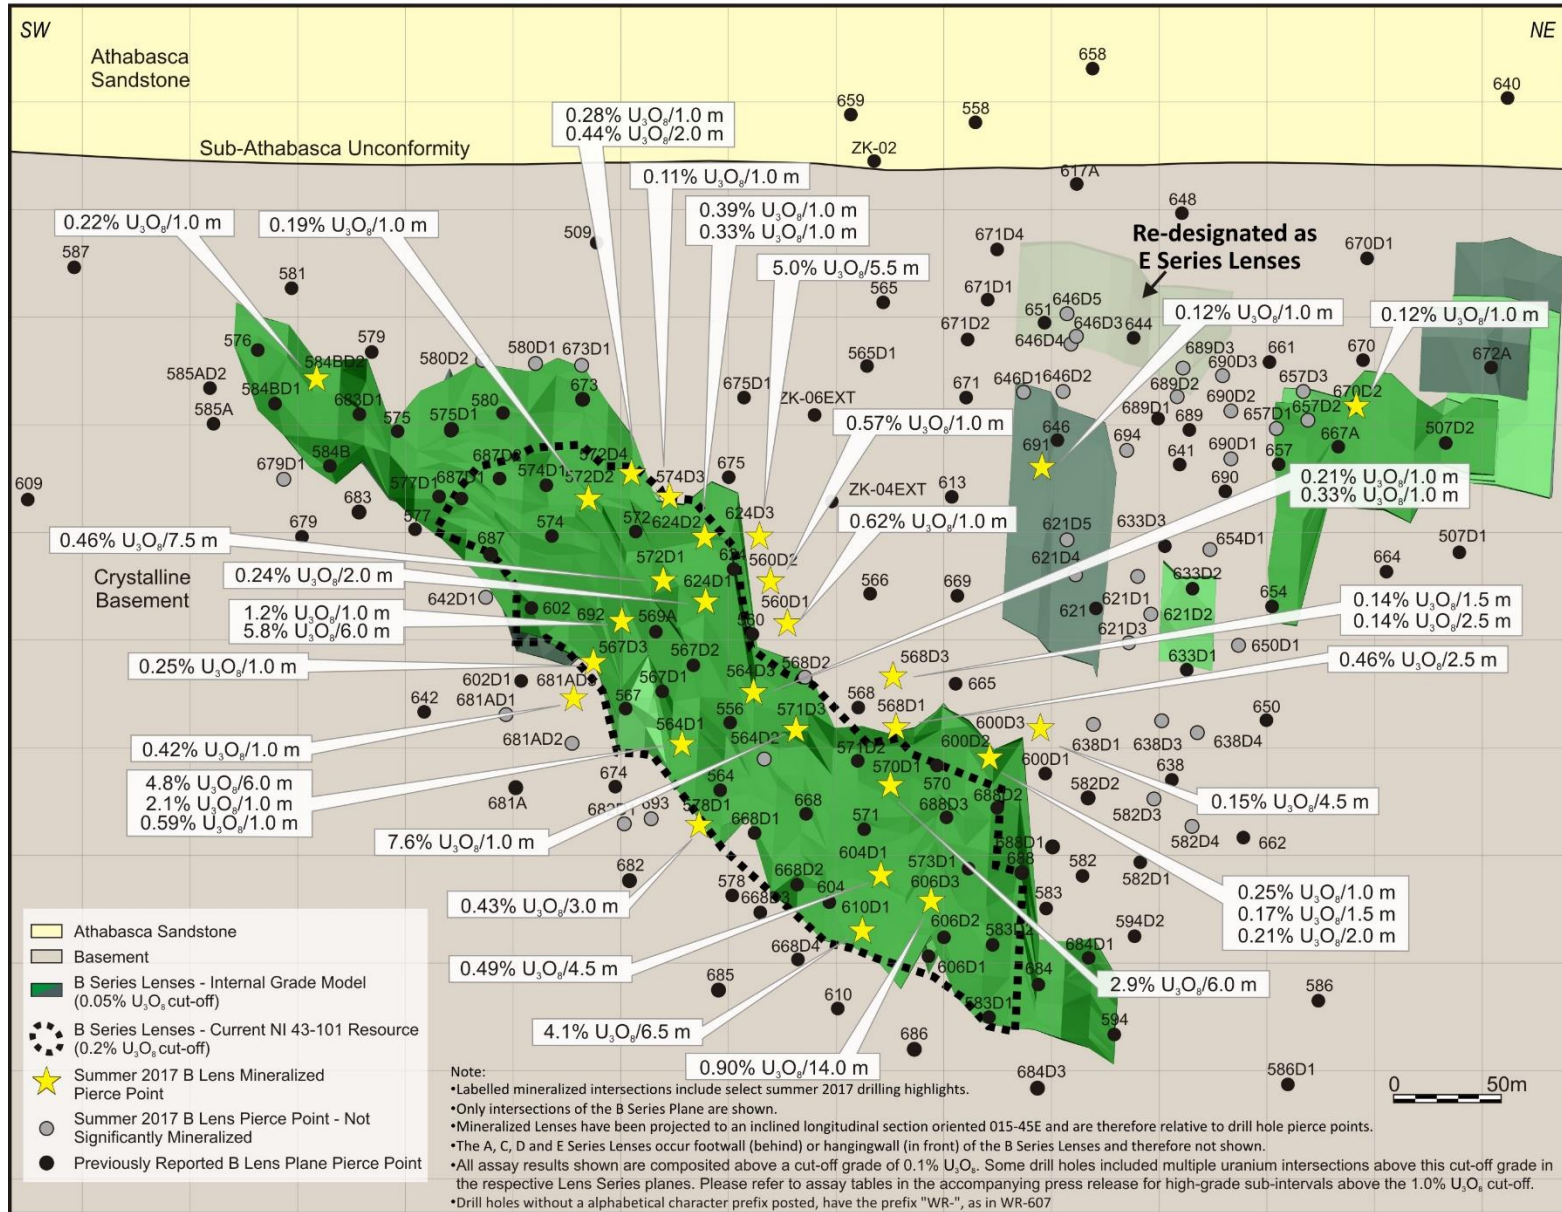 SW
NE
Athabasca
Sandstone
658
640
659
558
0.28% U₃O₈/1.0 m
0.44% U₃O₈/2.0 m
Sub-Athabasca Unconformity
ZK-02
0.11% U₃O₈/1.0 m
617A
0.39% U₃O₈/1.0 m
0.33% U₃O₈/1.0 m
648
0.22% U₃O₈/1.0 m
0.19% U₃O₈/1.0 m
509
671D4
Re-designated as
E Series Lenses
670D1
587
581
5.0% U₃O₈/5.5 m
565
671D1
646D5
651
646D3
644
0.12% U₃O₈/1.0 m
0.12% U₃O₈/1.0 m
671D2
646D4
576
579
580D2
580D1
673D1
565D1
689D3
690D3
661
670
672A
584BD2
585AD2
584BD1
673
675D1
671
646D1
646D2
689D2
690D2
657D3
670D2
585A
683D1
575
575D1
580
ZK-06EXT
0.57% U₃O₈/1.0 m
646
689D1
689
657D1
657D2
667A
507D2
679D1
584B
687D2
574D1
572D4
572D2
574D3
675
691
694
641
690D1
657
609
577D1
687D1
683
624D2
624D3
ZK-04EXT
613
690
0.21% U₃O₈/1.0 m
0.33% U₃O₈/1.0 m
679
577
574
572
0.62% U₃O₈/1.0 m
621D5
633D3
654D1
507D1
0.46% U₃O₈/7.5 m
687
572D1
624
560D2
621D4
664
Crystalline
Basement
0.24% U₃O₈/2.0 m
624D1
566
669
633D2
642D1
602
692
569A
560D1
621
621D1
621D2
654
0.14% U₃O₈/1.5 m
0.14% U₃O₈/2.5 m
1.2% U₃O₈/1.0 m
5.8% U₃O₈/6.0 m
560
621D3
650D1
0.25% U₃O₈/1.0 m
567D3
567D2
564D3
568D2
568D3
633D1
0.46% U₃O₈/2.5 m
602D1
681AD3
567D1
665
642
681AD1
567
556
568
568D1
600D3
650
0.42% U₃O₈/1.0 m
681AD2
564D1
571D3
564D2
571D2
600D2
638D1
638D3
638D4
4.8% U₃O₈/6.0 m
2.1% U₃O₈/1.0 m
0.59% U₃O₈/1.0 m
674
564
570D1
570
600D1
638
681A
693
578D1
668
688D3
688D2
582D2
582D3
0.15% U₃O₈/4.5 m
7.6% U₃O₈/1.0 m
668D1
571
688D1
582D4
662
682
668D2
604D1
573D1
688
582
582D1
0.43% U₃O₈/3.0 m
578
668D3
604
606D3
583
0.25% U₃O₈/1.0 m
0.17% U₃O₈/1.5 m
0.21% U₃O₈/2.0 m
610D1
606D2
583D2
594D2
0.49% U₃O₈/4.5 m
668D4
606D1
684D1
685
684
2.9% U₃O₈/6.0 m
4.1% U₃O₈/6.5 m
610
583D1
586
686
594
0.90% U₃O₈/14.0 m
684D3
586D1
0
50m
Athabasca Sandstone
Basement
B Series Lenses - Internal Grade Model
(0.05% U₃O₈ cut-off)
B Series Lenses - Current NI 43-101 Resource
(0.2% U₃O₈ cut-off)
Summer 2017 B Lens Mineralized
Pierce Point
Summer 2017 B Lens Pierce Point - Not
Significantly Mineralized
Previously Reported B Lens Plane Pierce Point
Note:
•Labelled mineralized intersections include select summer 2017 drilling highlights.
•Only intersections of the B Series Plane are shown.
•Mineralized Lenses have been projected to an inclined longitudinal section oriented 015-45E and are therefore relative to drill hole pierce points.
•The A, C, D and E Series Lenses occur footwall (behind) or hangingwall (in front) of the B Series Lenses and therefore not shown.
•All assay results shown are composited above a cut-off grade of 0.1% U₃O₈. Some drill holes included multiple uranium intersections above this cut-off grade in
the respective Lens Series planes. Please refer to assay tables in the accompanying press release for high-grade sub-intervals above the 1.0% U₃O₈ cut-off.
•Drill holes without a alphabetical character prefix posted, have the prefix "WR-", as in WR-607